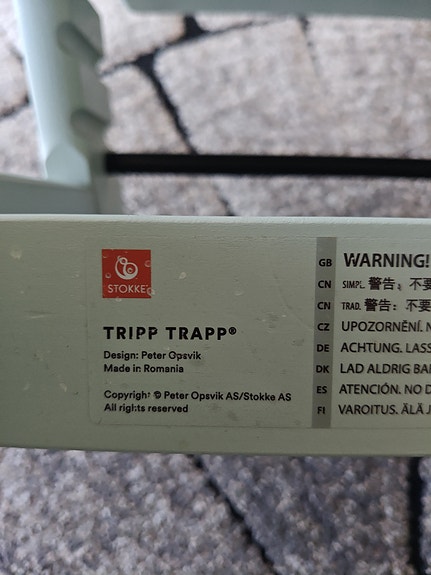 STOKKE
TRIPP TRAPP®
Design: Peter Opsvik
Made in Romania
Copyright © Peter Opsvik AS/Stokke AS
All rights reserved
GB WARNING!
CN SIMPL. 警告：不要
CN TRAD. 警告：不要
CZ UPOZORNĚNÍ.
DE ACHTUNG. LASS
DK LAD ALDRIG
ES ATENCIÓN. NO
FI VAROITUS. ÄLÄ